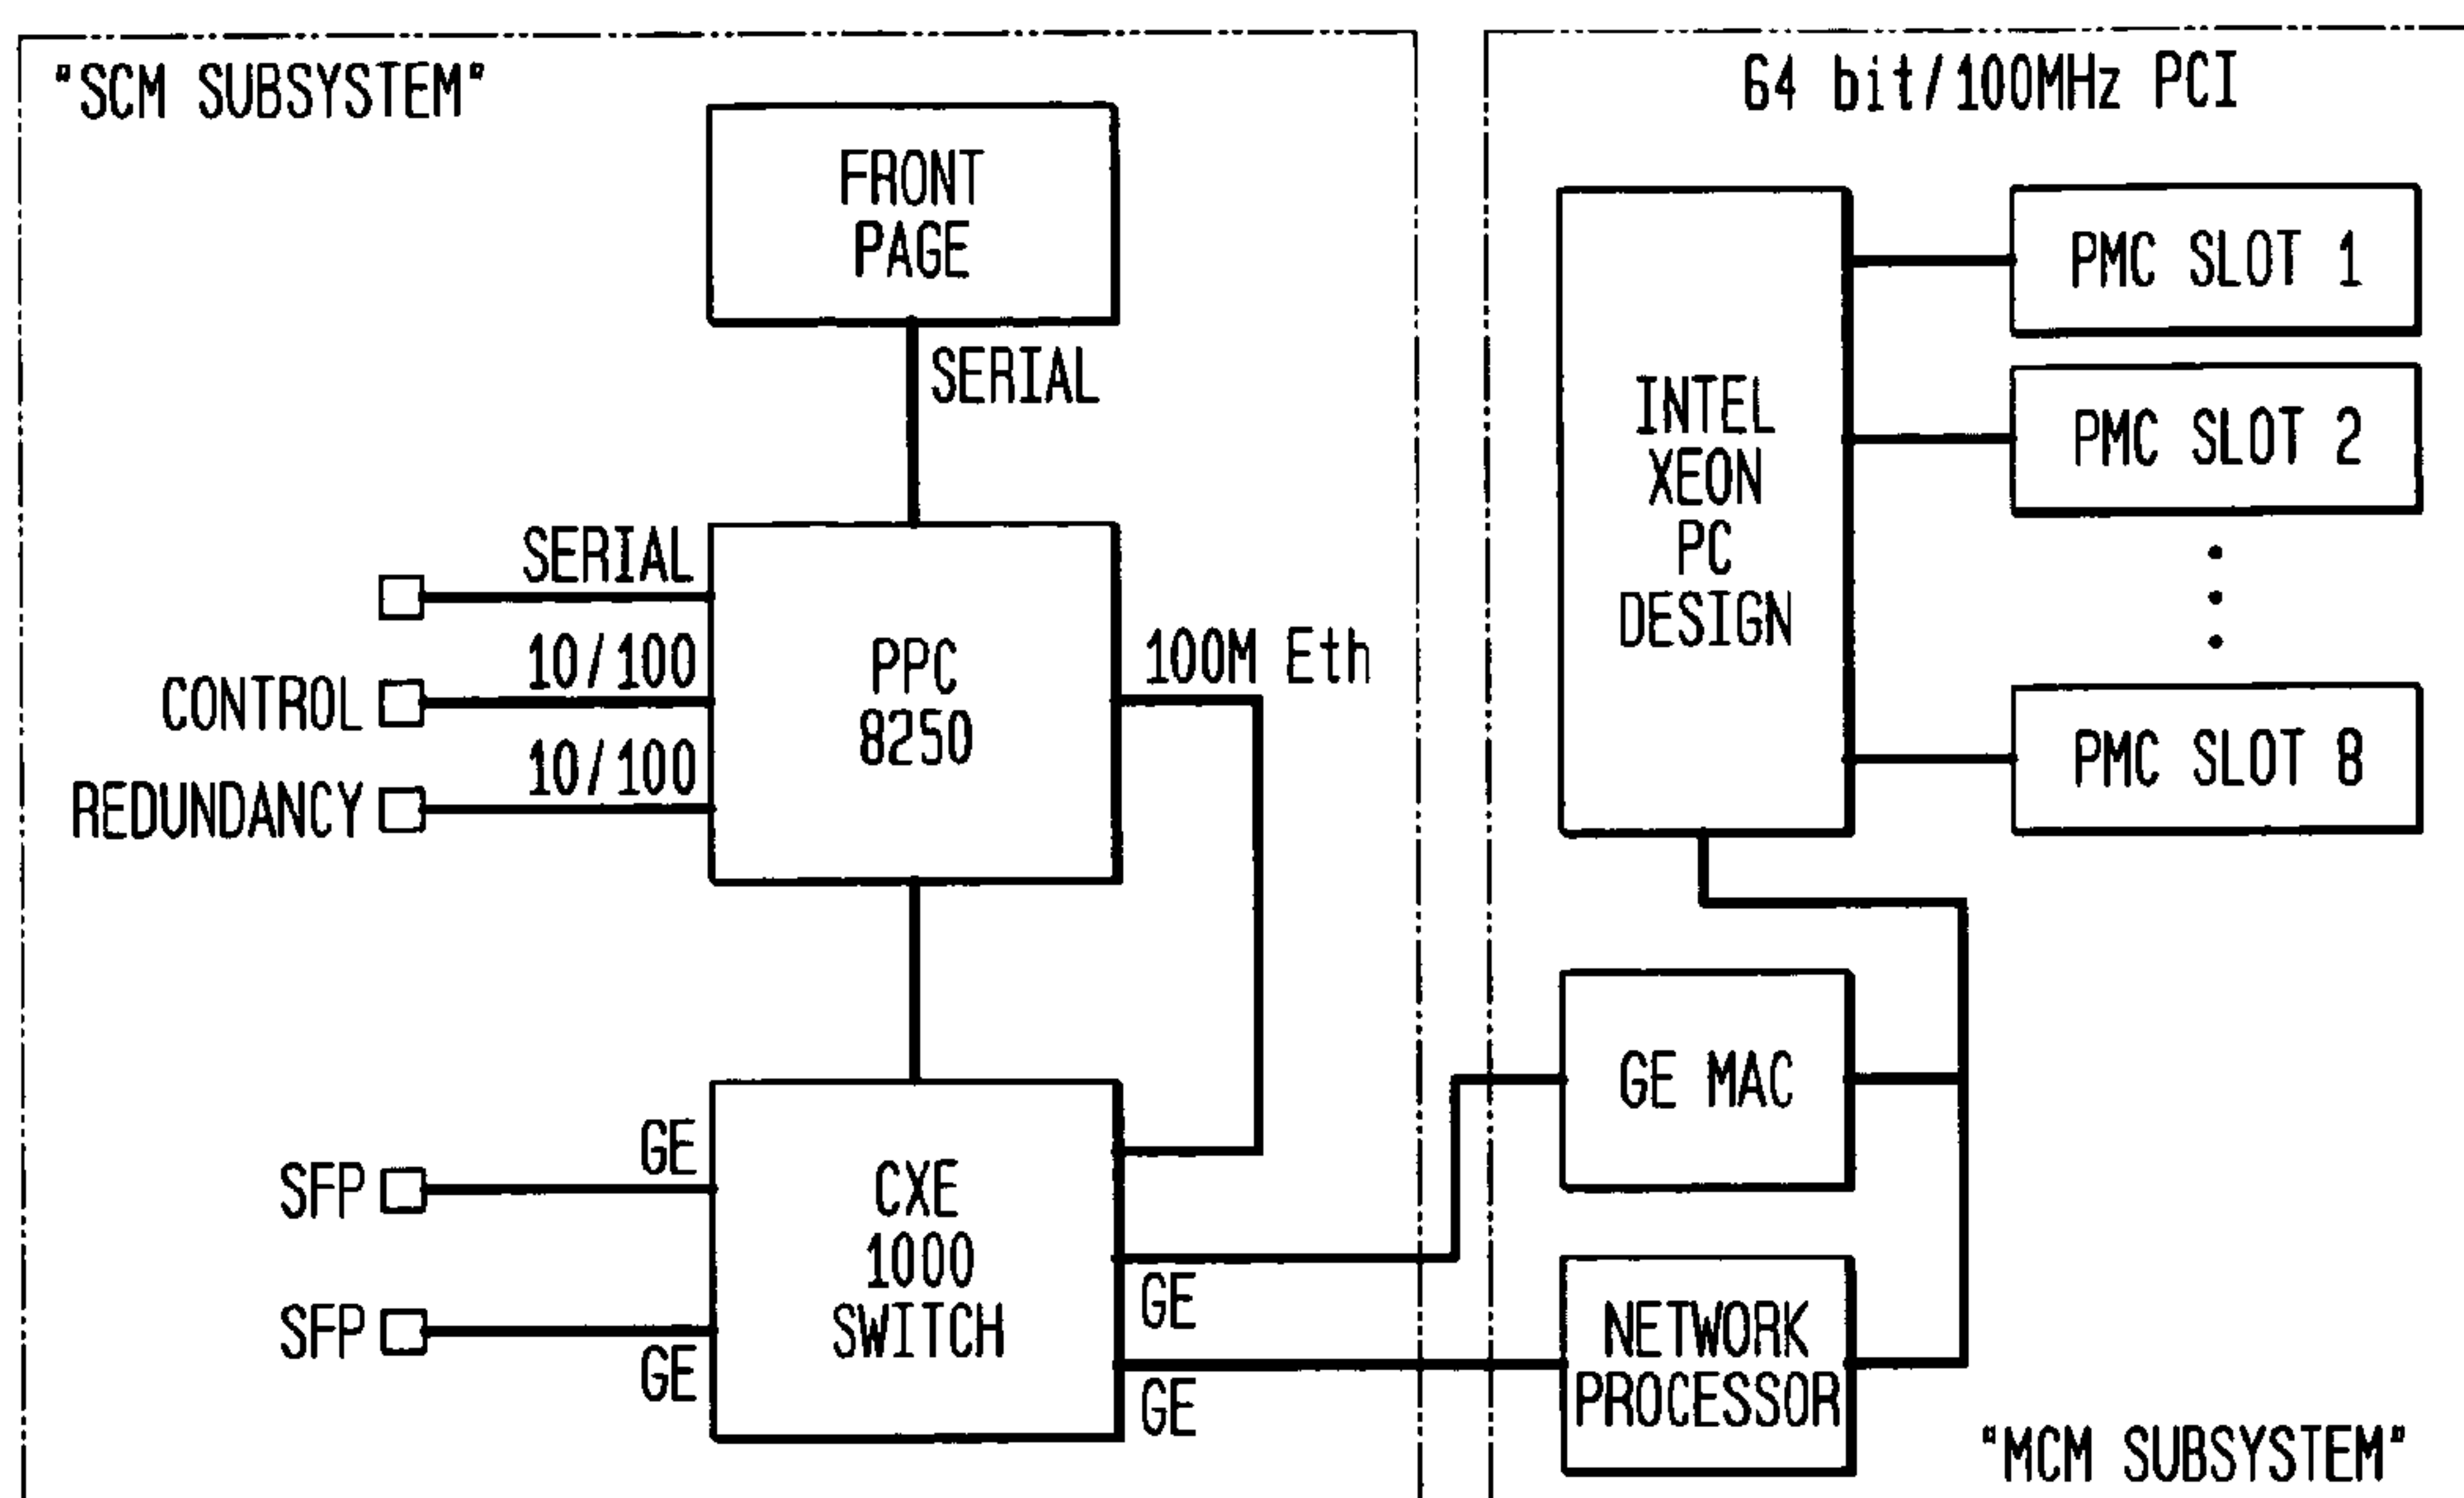 "SCM SUBSYSTEM"
FRONT
PAGE
SERIAL
SERIAL
10/100
CONTROL
10/100
REDUNDANCY
PPC
8250
100M Eth
SFP
GE
SFP
GE
CXE
1000
SWITCH
GE
GE
64 bit/100MHz PCI
INTEL
XEON
PC
DESIGN
PMC SLOT 1
PMC SLOT 2
PMC SLOT 8
GE MAC
NETWORK
PROCESSOR
"MCM SUBSYSTEM"